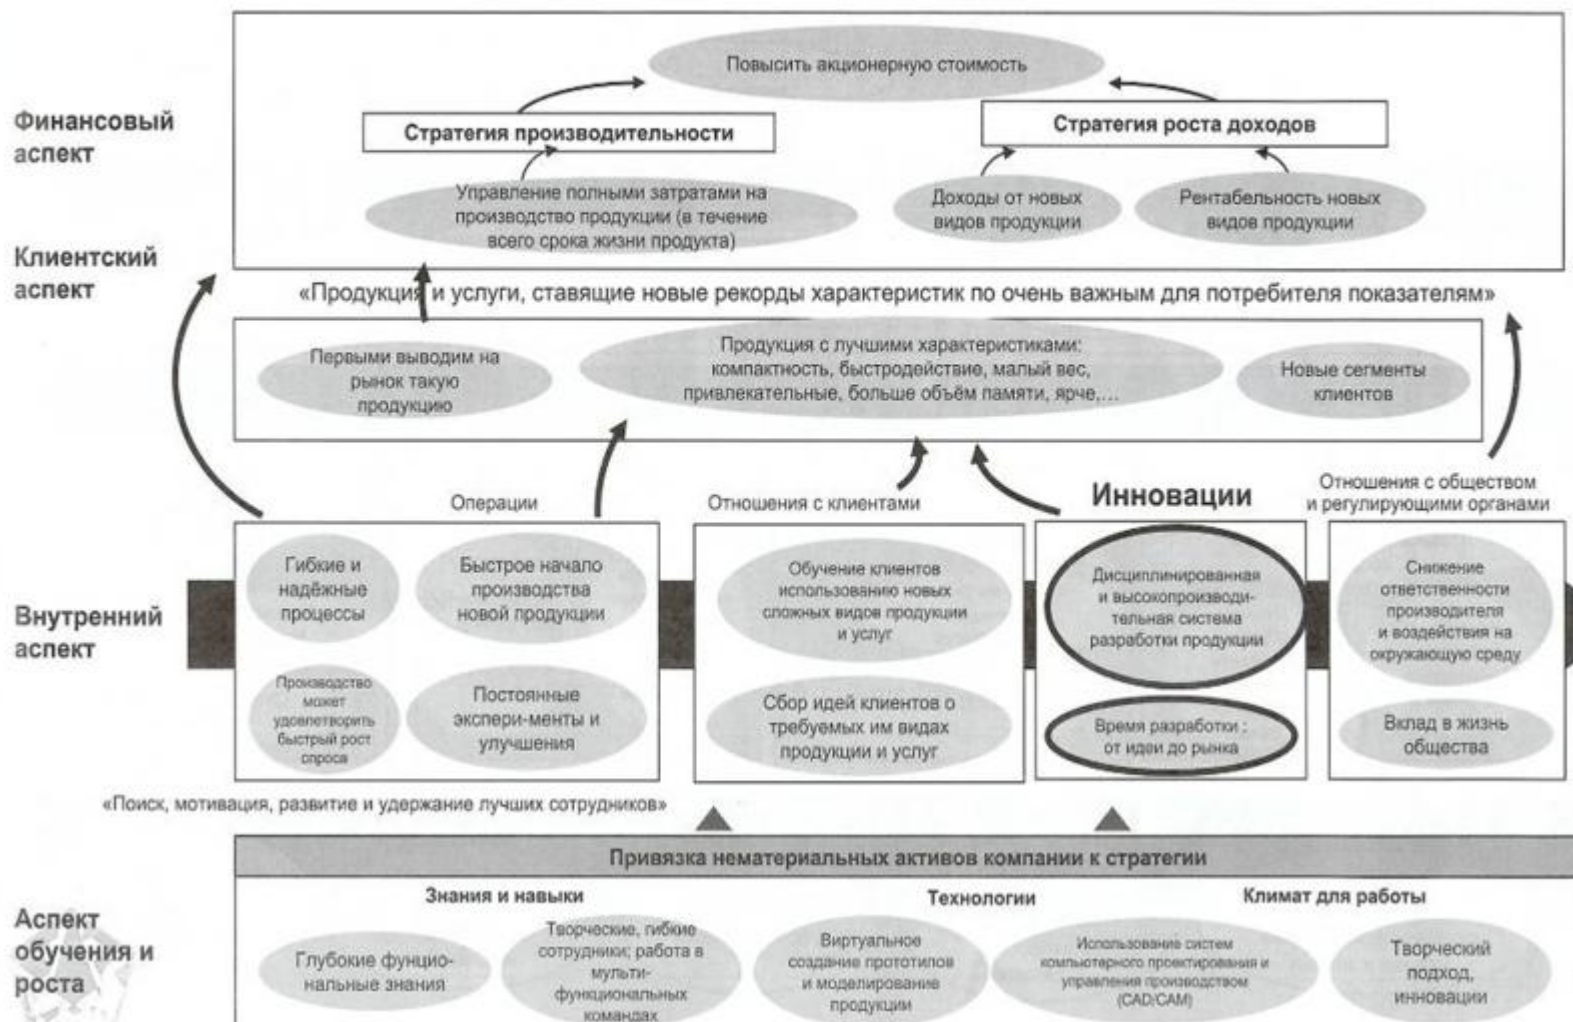 Финансовый
аспект
Повысить акционерную стоимость
Стратегия производительности
Стратегия роста доходов
Управление полными затратами на
производство продукции (в течение
всего срока жизни продукта)
Доходы от новых
видов продукции
Рентабельность новых
видов продукции
Клиентский
аспект
«Продукция и услуги, ставящие новые рекорды характеристик по очень важным для потребителя показателям»
Первыми выводим на
рынок такую
продукцию
Продукция с лучшими характеристиками:
компактность, быстродействие, малый вес,
привлекательные, больше объём памяти, ярче,...
Новые сегменты
клиентов
Внутренний
аспект
Операции
Гибкие и
надёжные
процессы
Быстрое начало
производства
новой продукции
Производство
может
удовлетворить
быстрый рост
спроса
Постоянные
экспери-менты и
улучшения
Отношения с клиентами
Обучение клиентов
использованию новых
сложных видов продукции
и услуг
Сбор идей клиентов о
требуемых им видах
продукции и услуг
Инновации
Дисциплинированная
и высокопроизводи-
тельная система
разработки продукции
Время разработки :
от идеи до рынка
Отношения с обществом
и регулирующими органами
Снижение
ответственности
производителя
и воздействия на
окружающую среду
Вклад в жизнь
общества
«Поиск, мотивация, развитие и удержание лучших сотрудников»
Аспект
обучения и
роста
Привязка нематериальных активов компании к стратегии
Знания и навыки
Технологии
Климат для работы
Глубокие фунцио-
нальные знания
Творческие, гибкие
сотрудники; работа в
мульти-
функциональных
командах
Виртуальное
создание прототипов
и моделирование
продукции
Использование систем
компьютерного проектирования и
управления производством
(CAD/CAM)
Творческий
подход,
инновации